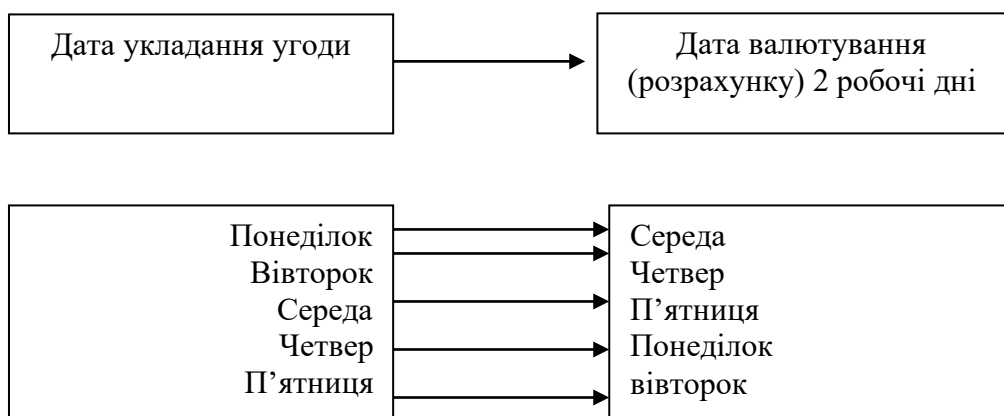 Дата укладання угоди
Дата валютування
(розрахунку) 2 робочі дні
Понеділок
Вівторок
Середа
Четвер
П’ятниця
Середа
Четвер
П’ятниця
Понеділок
вівторок